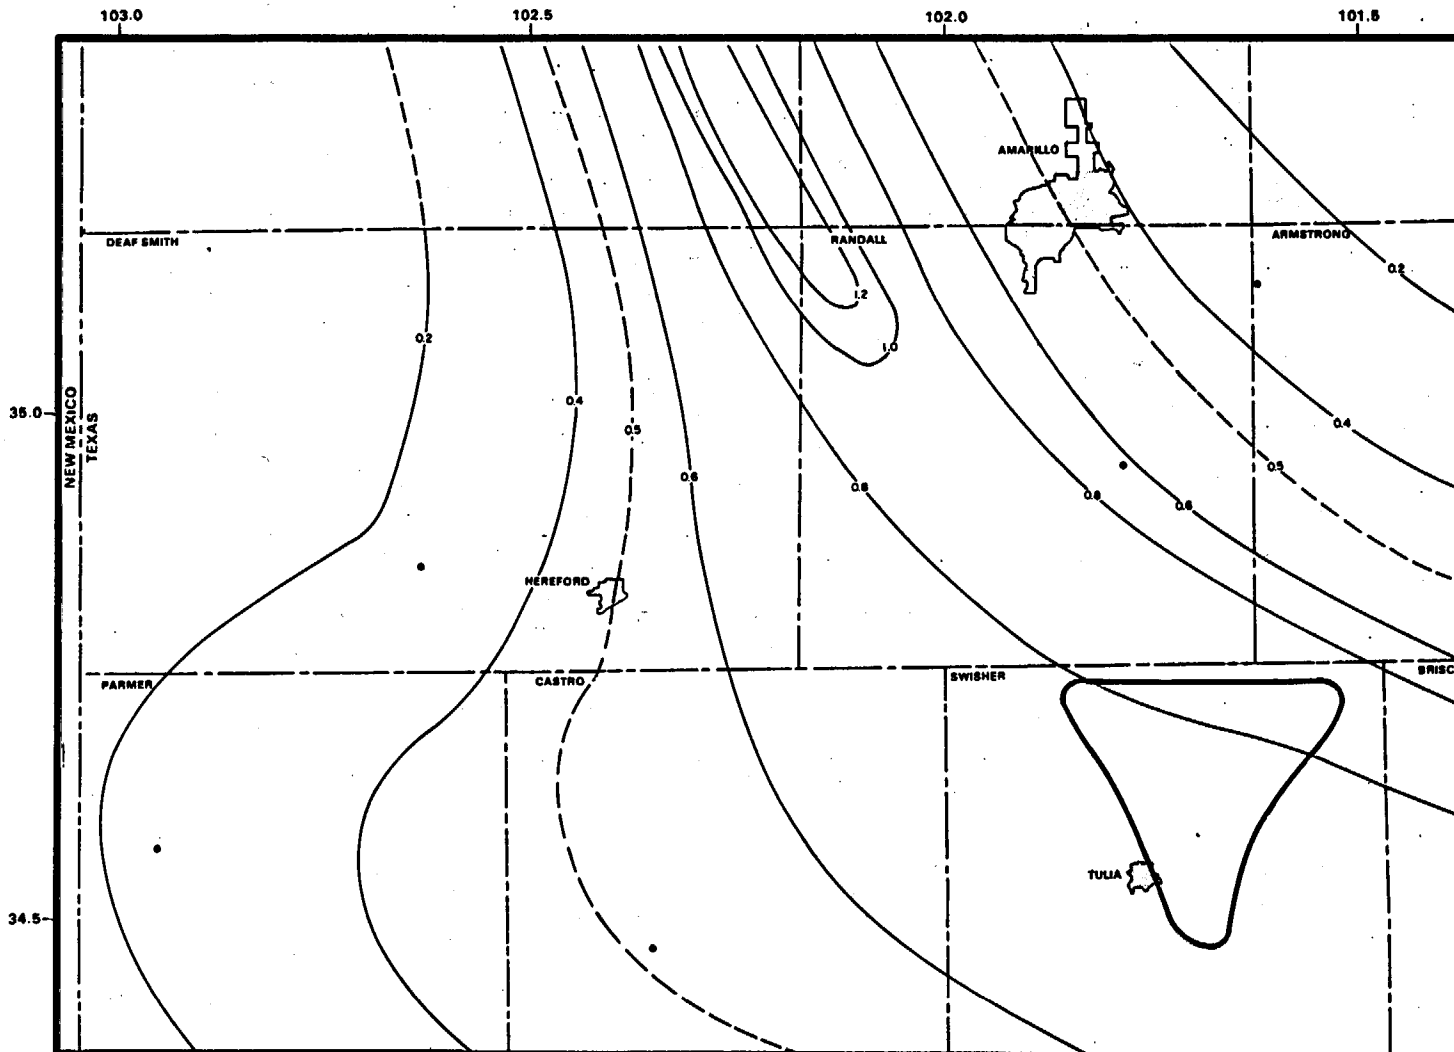 103.0 102.5 102.0 101.5
AMARILLO
DEAF SMITH
RANDALL
ARMSTRONG
0.2
1.2
0.2
1.0
35.0
NEW MEXICO
TEXAS
0.4
0.5
0.4
0.5
0.6
0.8
0.8
0.6
HEREFORD
PARMER
CASTRO
SWISHER
BRISC
TULIA
34.5